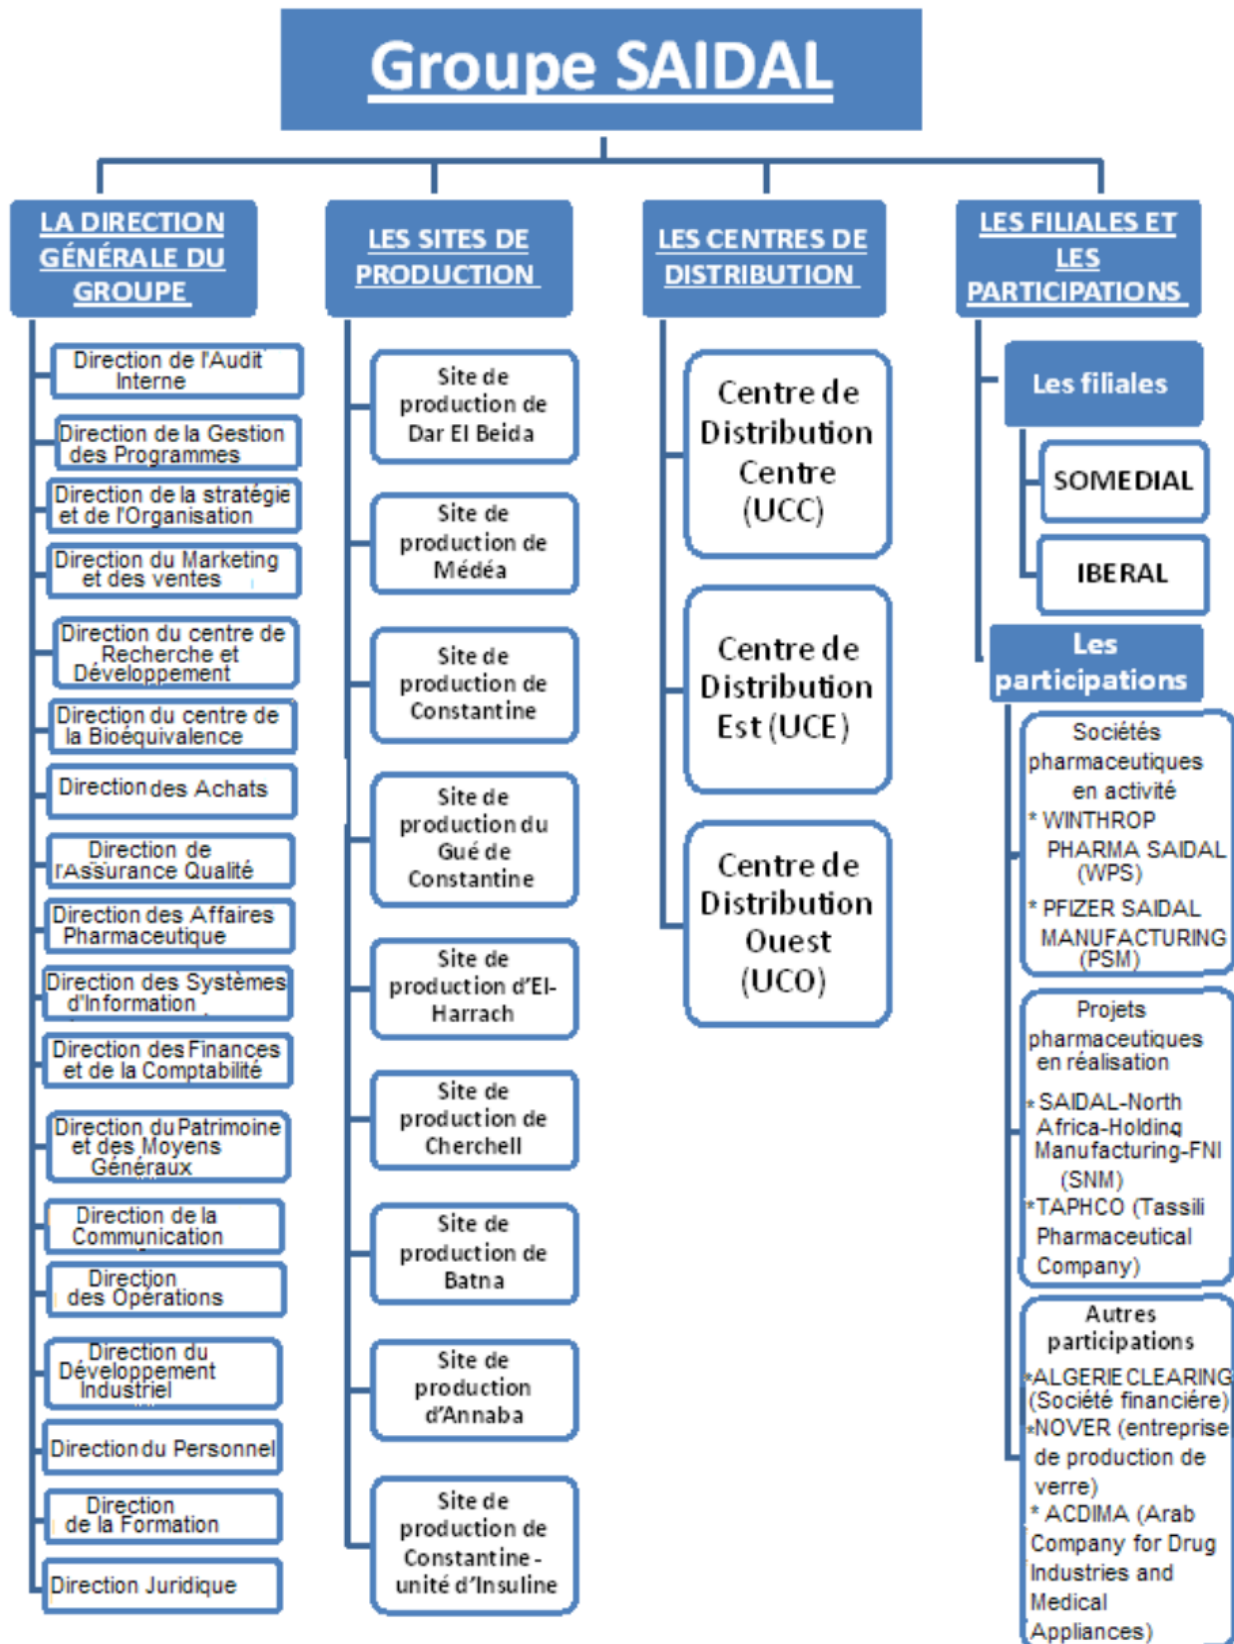 Groupe SAIDAL
LA DIRECTION
GÉNÉRALE DU
GROUPE
Direction de l'Audit
Interne
Direction de la Gestion
des Programmes
Direction de la stratégie
et de l'Organisation
Direction du Marketing
et des ventes
Direction du centre de
Recherche et
Développement
Direction du centre de
la Bioéquivalence
Direction des Achats
Direction de
l'Assurance Qualité
Direction des Affaires
Pharmaceutique
Direction des Systèmes
d'Information
Direction des Finances
et de la Comptabilité
Direction du Patrimoine
et des Moyens
Généraux
Direction de la
Communication
Direction
des Opérations
Direction du
Développement
Industriel
Direction du Personnel
Direction
de la Formation
Direction Juridique
LES SITES DE
PRODUCTION
Site de
production de
Dar El Beida
Site de
production de
Médéa
Site de
production de
Constantine
Site de
production du
Gué de
Constantine
Site de
production d'El-
Harrach
Site de
production de
Cherchell
Site de
production de
Batna
Site de
production
d'Annaba
Site de
production de
Constantine -
unité d'Insuline
LES CENTRES DE
DISTRIBUTION
Centre de
Distribution
Centre
(UCC)
Centre de
Distribution
Est (UCE)
Centre de
Distribution
Ouest
(UCO)
LES FILIALES ET
LES
PARTICIPATIONS
Les filiales
SOMEDIAL
IBERAL
Les
participations
Sociétés
pharmaceutiques
en activité
* WINTHROP
PHARMA SAIDAL
(WPS)
* PFIZER SAIDAL
MANUFACTURING
(PSM)
Projets
pharmaceutiques
en réalisation
* SAIDAL-North
Africa-Holding
Manufacturing-FNI
(SNM)
*TAPHCO (Tassili
Pharmaceutical
Company)
Autres
participations
*ALGERIE CLEARING
(Société financiére)
*NOVER (entreprise
de production de
verre)
* ACDIMA (Arab
Company for Drug
Industries and
Medical
Appliances)